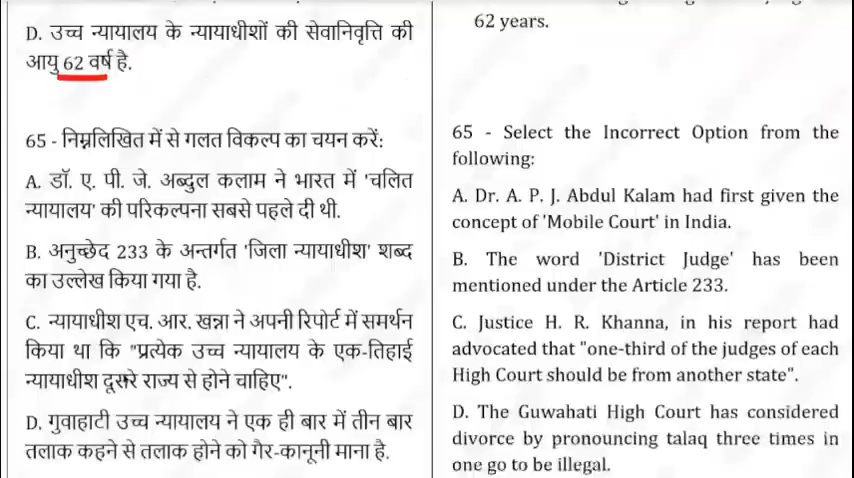 D. उच्च न्यायालय के न्यायाधीशों की सेवानिवृत्ति की
आयु 62 वर्ष है.
65 - निम्नलिखित में से गलत विकल्प का चयन करें:
A. डॉ. ए. पी. जे. अब्दुल कलाम ने भारत में 'चलित
न्यायालय' की परिकल्पना सबसे पहले दी थी.
B. अनुच्छेद 233 के अन्तर्गत 'जिला न्यायाधीश' शब्द
का उल्लेख किया गया है.
C. न्यायाधीश एच. आर. खन्ना ने अपनी रिपोर्ट में समर्थन
किया था कि "प्रत्येक उच्च न्यायालय के एक-तिहाई
न्यायाधीश दूसरे राज्य से होने चाहिए".
D. गुवाहाटी उच्च न्यायालय ने एक ही बार में तीन बार
तलाक कहने से तलाक होने को गैर-कानूनी माना है.
62 years.
65 - Select the Incorrect Option from the
following:
A. Dr. A. P. J. Abdul Kalam had first given the
concept of 'Mobile Court' in India.
B. The word 'District Judge' has been
mentioned under the Article 233.
C. Justice H. R. Khanna, in his report had
advocated that "one-third of the judges of each
High Court should be from another state".
D. The Guwahati High Court has considered
divorce by pronouncing talaq three times in
one go to be illegal.